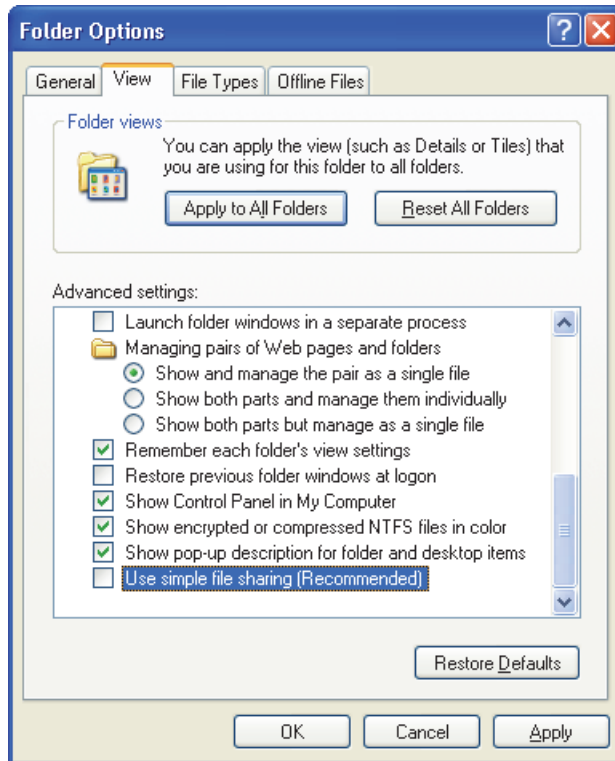 Folder Options
General View File Types Offline Files
Folder views
You can apply the view (such as Details or Tiles) that
you are using for this folder to all folders.
Apply to All Folders Reset All Folders
Advanced settings:
Launch folder windows in a separate process
Managing pairs of Web pages and folders
Show and manage the pair as a single file
Show both parts and manage them individually
Show both parts but manage as a single file
Remember each folder's view settings
Restore previous folder windows at logon
Show Control Panel in My Computer
Show encrypted or compressed NTFS files in color
Show pop-up description for folder and desktop items
Use simple file sharing (Recommended)
Restore Defaults
OK Cancel Apply